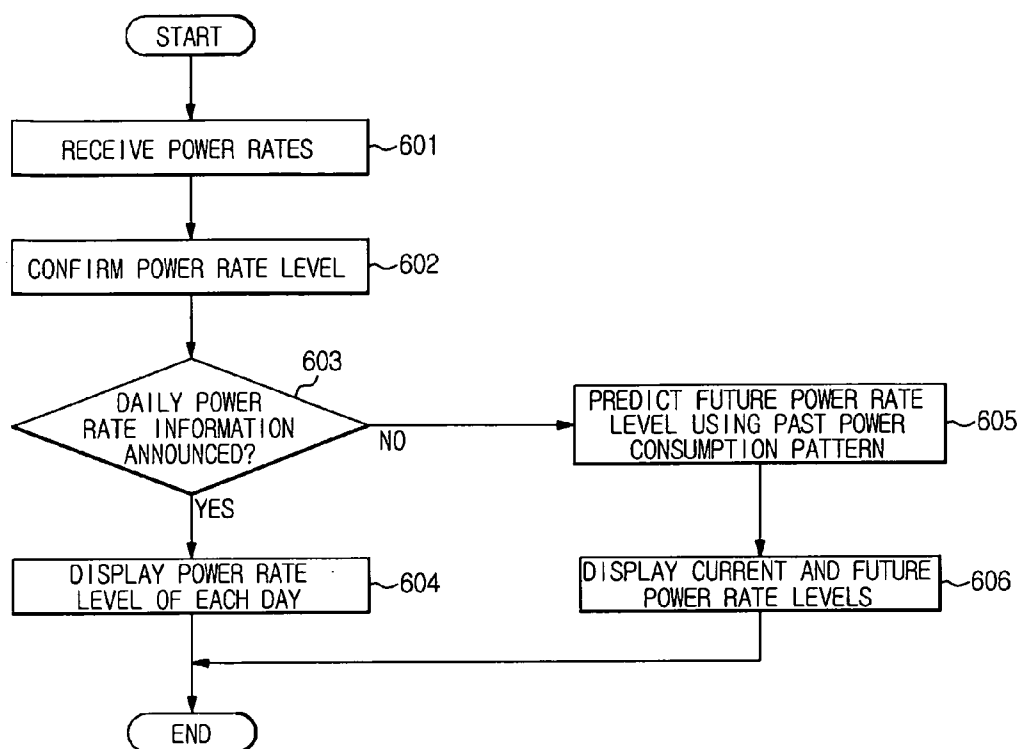 START
RECEIVE POWER RATES
601
CONFIRM POWER RATE LEVEL
602
603
DAILY POWER
RATE INFORMATION
ANNOUNCED?
NO
YES
PREDICT FUTURE POWER RATE
LEVEL USING PAST POWER
CONSUMPTION PATTERN
605
DISPLAY POWER RATE
LEVEL OF EACH DAY
604
DISPLAY CURRENT AND FUTURE
POWER RATE LEVELS
606
END